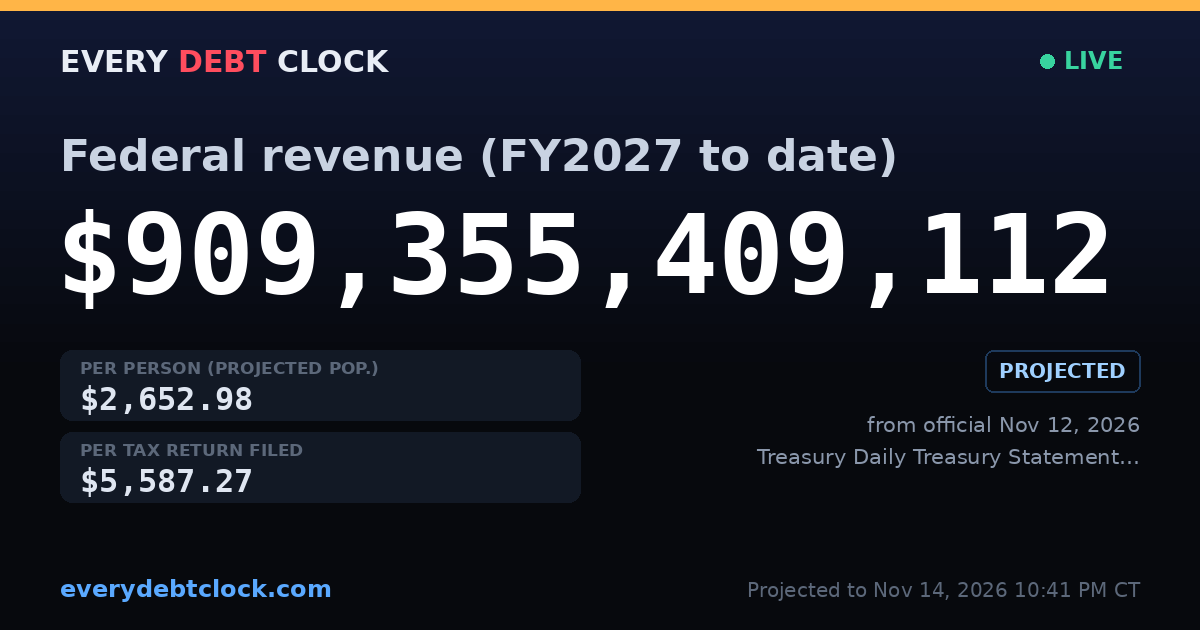 EVERY DEBT CLOCK
LIVE
Federal revenue (FY2027 to date)
$909,355,409,112
PER PERSON (PROJECTED POP.)
$2,652.98
PER TAX RETURN FILED
$5,587.27
PROJECTED
from official Nov 12, 2026
Treasury Daily Treasury Statement...
everydebtclock.com
Projected to Nov 14, 2026 10:41 PM CT